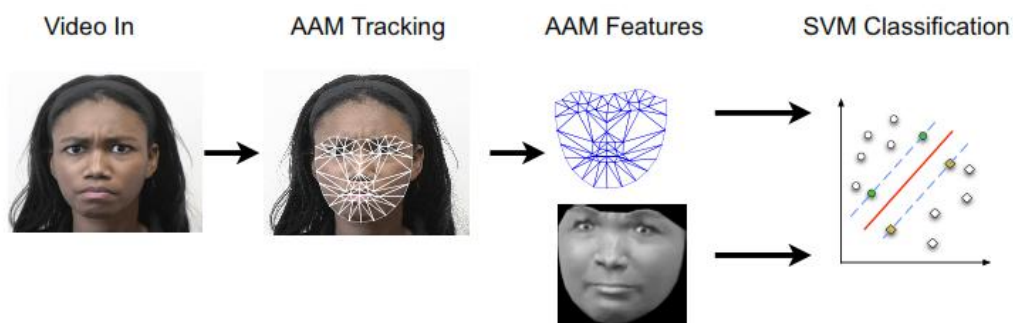 Video In
AAM Tracking
AAM Features
SVM Classification